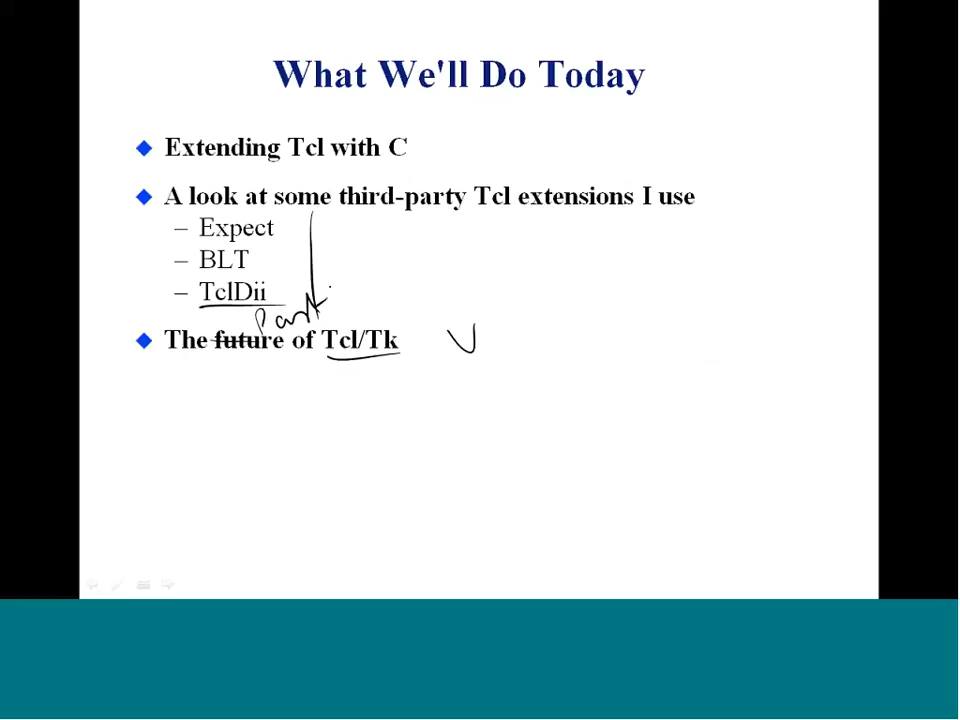 What We'll Do Today
Extending Tcl with C
A look at some third-party Tcl extensions I use
– Expect
– BLT
– TclDii
Past
The future of Tcl/Tk